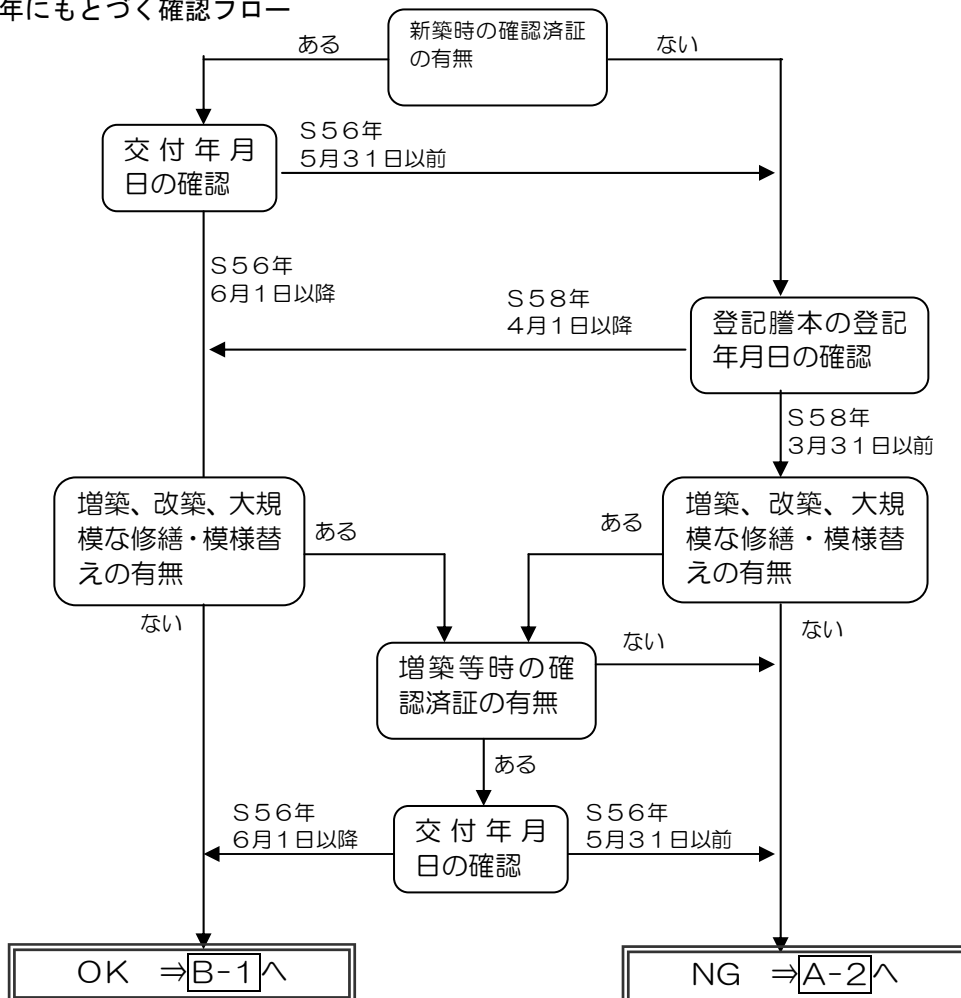 年にもとづく確認フロー
新築時の確認済証
の有無
ある
ない
交付年月
日の確認
S56年
5月31日以前
S56年
6月1日以降
S58年
4月1日以降
登記謄本の登記
年月日の確認
S58年
3月31日以前
増築、改築、大規
模な修繕・模様替
えの有無
ある
ある
増築、改築、大規
模な修繕・模様替
えの有無
ない
ない
ない
増築等時の確
認済証の有無
ある
S56年
6月1日以降
交付年月
日の確認
S56年
5月31日以前
OK ⇒B-1へ
NG ⇒A-2へ